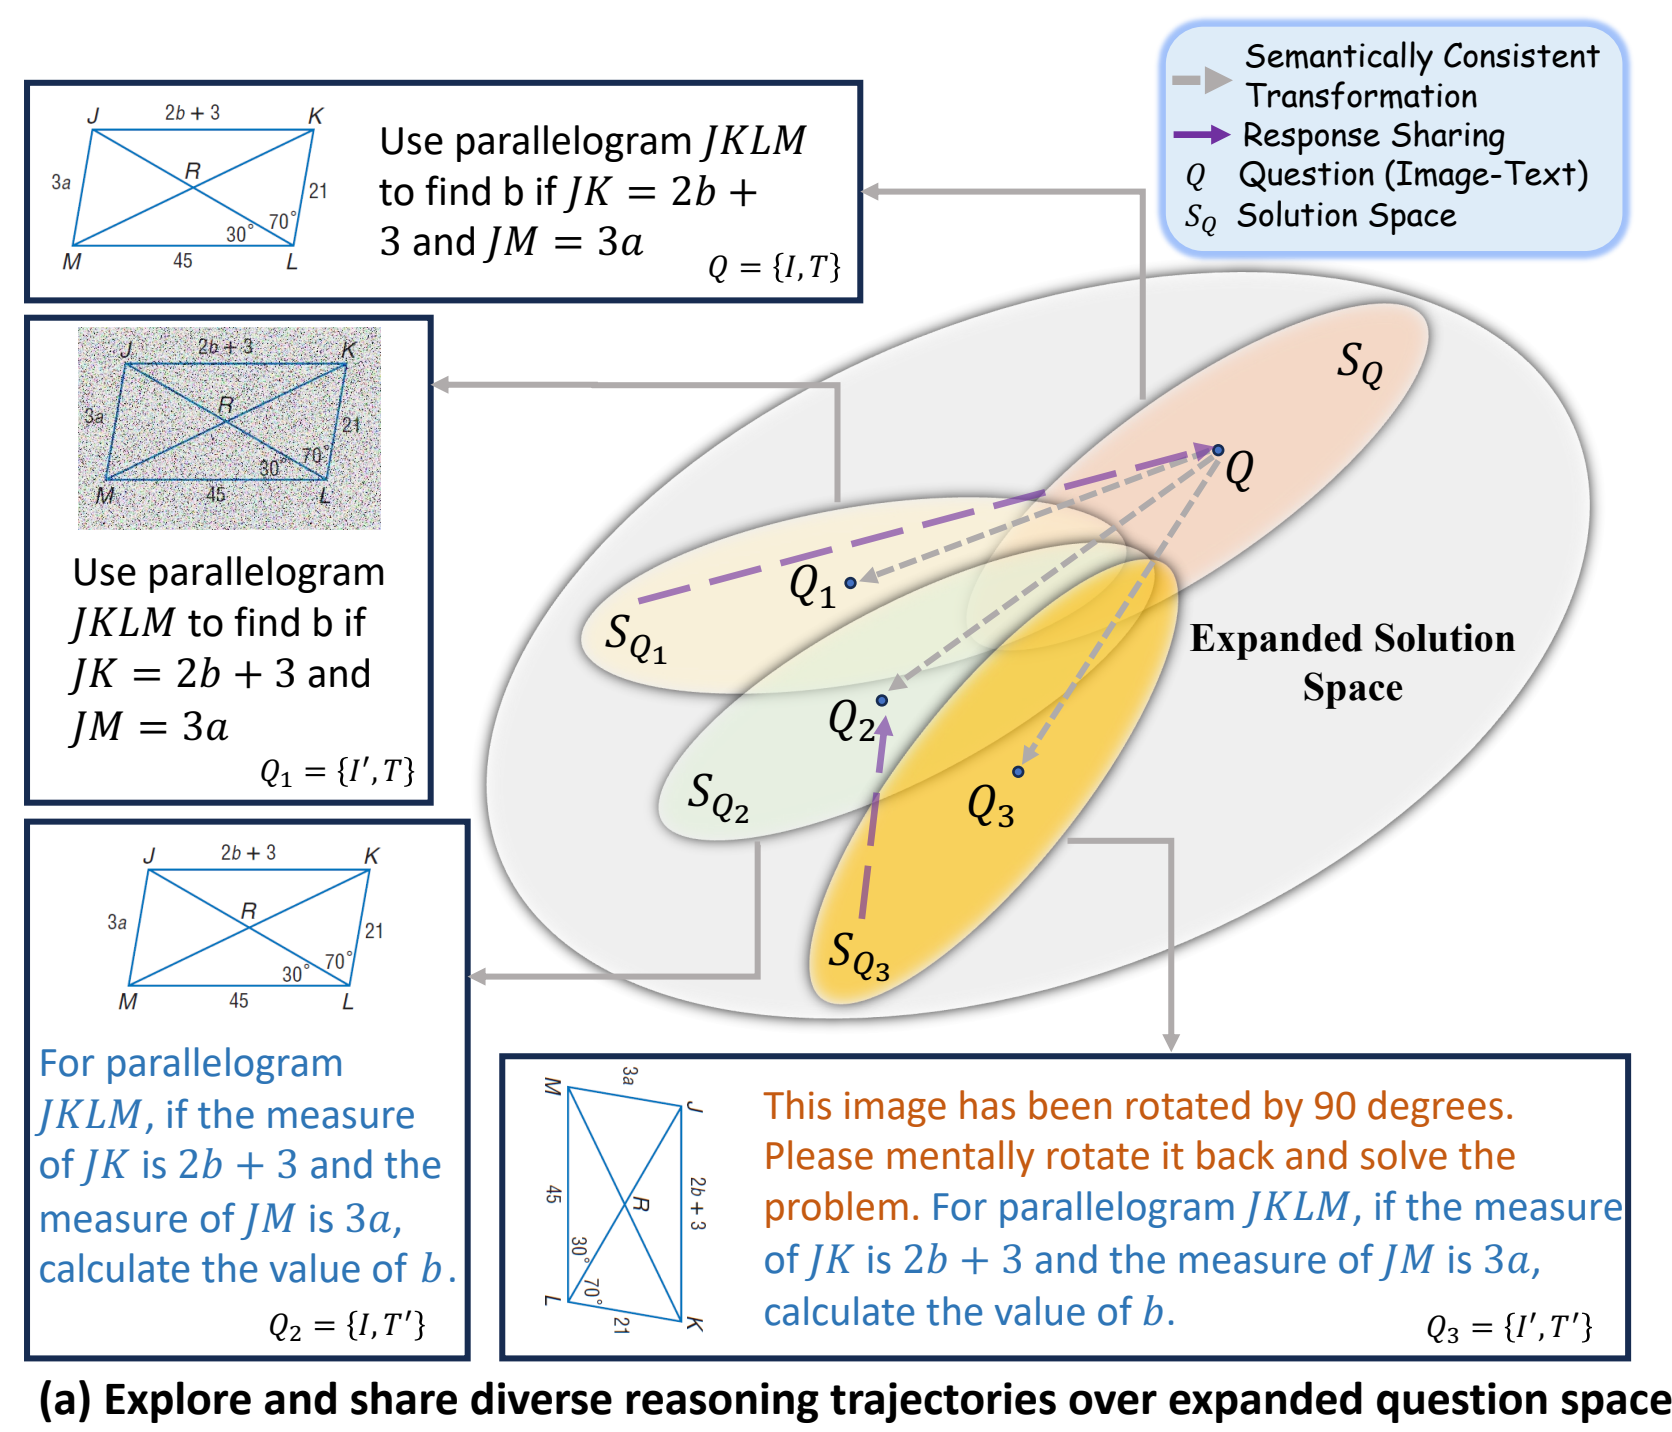 Semantically Consistent
Transformation
Response Sharing
Q Question (Image-Text)
S_Q Solution Space
J 2b + 3 K
3a R 21
30° 70°
M 45 L
Use parallelogram JKLM
to find b if JK = 2b +
3 and JM = 3a
Q = {I, T}
J 2b + 3 K
3a R 21
30° 70°
M 45 L
Use parallelogram
JKLM to find b if
JK = 2b + 3 and
JM = 3a
Q₁ = {I′, T}
S_Q
Q
Q₁
S_Q₁
Expanded Solution
Space
Q₂
S_Q₂
Q₃
S_Q₃
J 2b + 3 K
3a R 21
30° 70°
M 45 L
For parallelogram
JKLM, if the measure
of JK is 2b + 3 and the
measure of JM is 3a,
calculate the value of b.
Q₂ = {I, T′}
M 3a J
45 R 2b + 3
30° 70°
L 21 K
This image has been rotated by 90 degrees.
Please mentally rotate it back and solve the
problem. For parallelogram JKLM, if the measure
of JK is 2b + 3 and the measure of JM is 3a,
calculate the value of b.
Q₃ = {I′, T′}
(a) Explore and share diverse reasoning trajectories over expanded question space